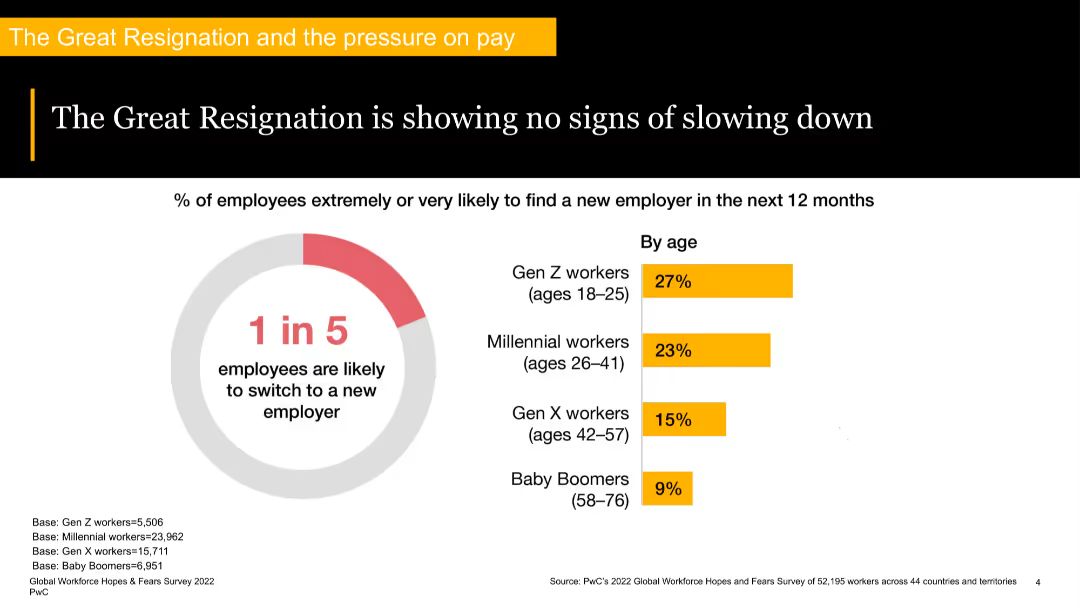 The Great Resignation and the pressure on pay
The Great Resignation is showing no signs of slowing down
% of employees extremely or very likely to find a new employer in the next 12 months
1 in 5
employees are likely
to switch to a new
employer
By age
Gen Z workers
(ages 18–25)
27%
Millennial workers
(ages 26–41)
23%
Gen X workers
(ages 42–57)
15%
Baby Boomers
(58–76)
9%
Base: Gen Z workers=5,506
Base: Millennial workers=23,962
Base: Gen X workers=15,711
Base: Baby Boomers=6,951
Global Workforce Hopes & Fears Survey 2022
PwC
Source: PwC's 2022 Global Workforce Hopes and Fears Survey of 52,195 workers across 44 countries and territories
4